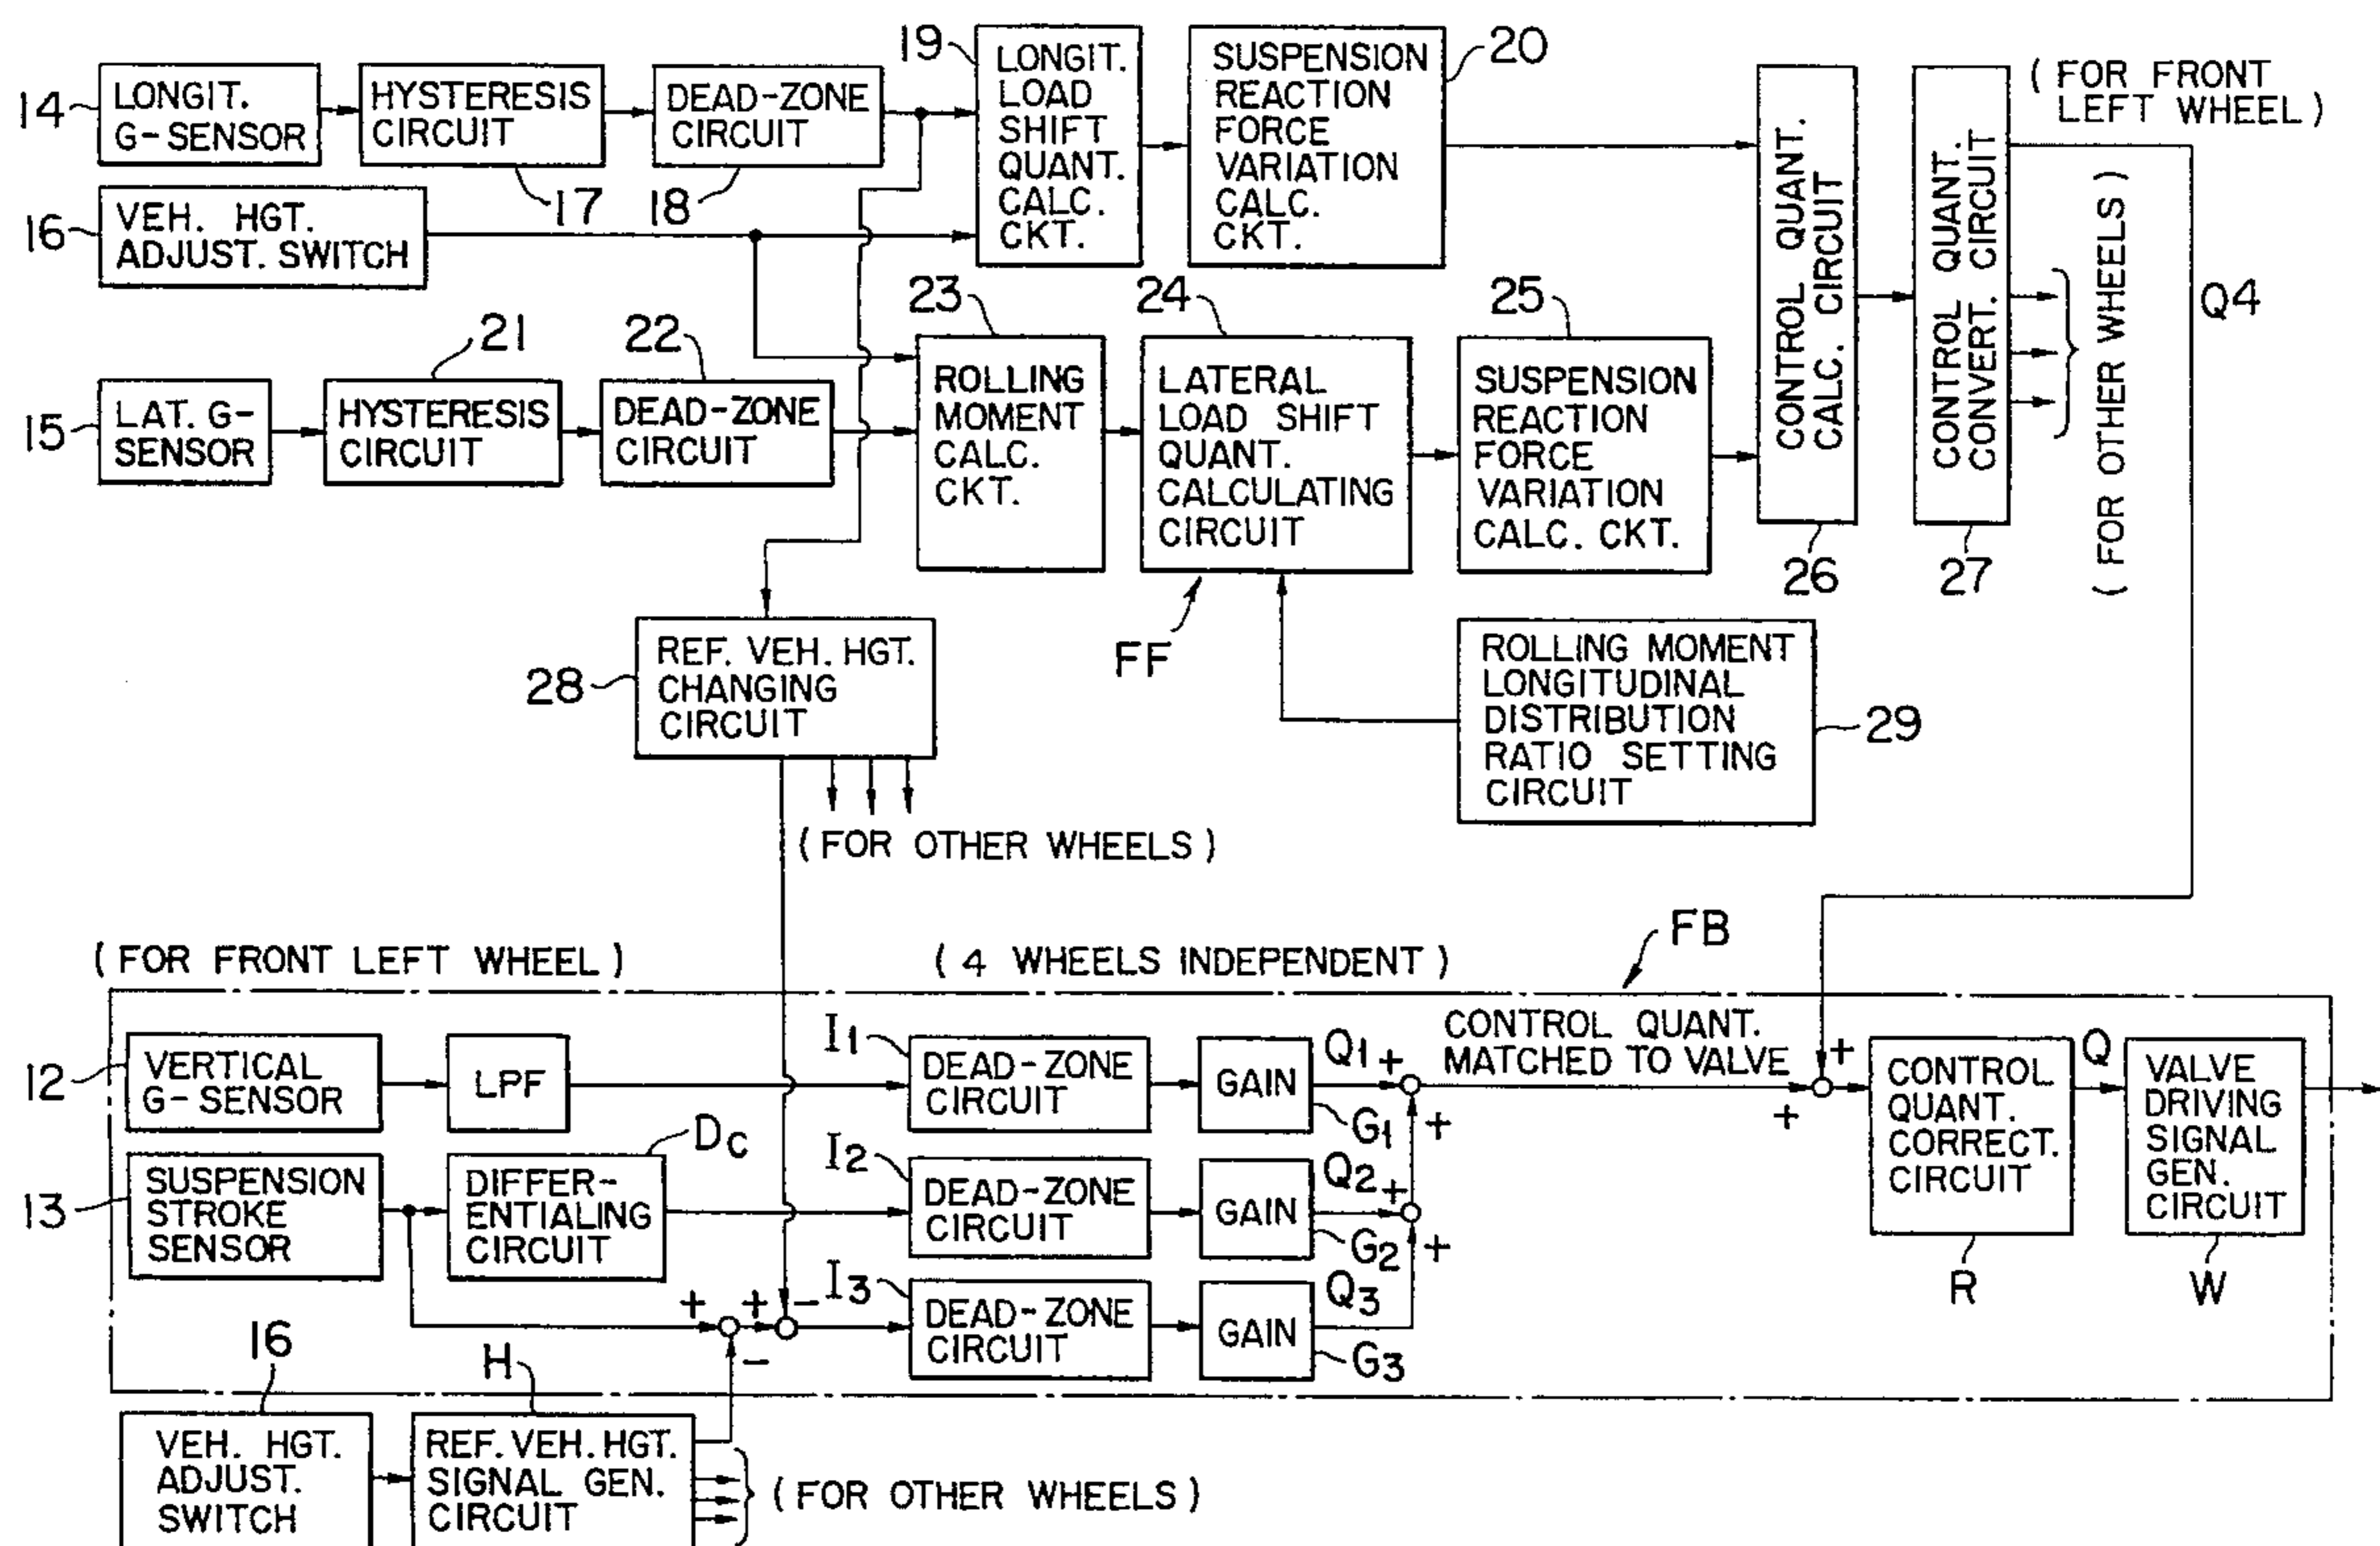 14
LONGIT.
G-SENSOR
HYSTERESIS
CIRCUIT
17
DEAD-ZONE
CIRCUIT
18
19
LONGIT.
LOAD
SHIFT
QUANT.
CALC.
CKT.
SUSPENSION
REACTION
FORCE
VARIATION
CALC.
CKT.
20
16
VEH. HGT.
ADJUST. SWITCH
15
LAT. G-
SENSOR
21
HYSTERESIS
CIRCUIT
22
DEAD-ZONE
CIRCUIT
23
ROLLING
MOMENT
CALC.
CKT.
24
LATERAL
LOAD SHIFT
QUANT.
CALCULATING
CIRCUIT
FF
25
SUSPENSION
REACTION
FORCE
VARIATION
CALC. CKT.
CONTROL QUANT.
CALC. CIRCUIT
26
CONTROL QUANT.
CONVERT. CIRCUIT
27
(FOR FRONT
LEFT WHEEL)
(FOR OTHER WHEELS)
Q4
28
REF. VEH. HGT.
CHANGING
CIRCUIT
(FOR OTHER WHEELS)
ROLLING MOMENT
LONGITUDINAL
DISTRIBUTION
RATIO SETTING
CIRCUIT
29
(FOR FRONT LEFT WHEEL)
(4 WHEELS INDEPENDENT)
FB
12
VERTICAL
G-SENSOR
LPF
I1
DEAD-ZONE
CIRCUIT
GAIN
G1
Q1
+
+
CONTROL QUANT.
MATCHED TO VALVE
+
+
CONTROL
QUANT.
CORRECT.
CIRCUIT
R
Q
VALVE
DRIVING
SIGNAL
GEN.
CIRCUIT
W
13
SUSPENSION
STROKE
SENSOR
DIFFER-
ENTIALING
CIRCUIT
DC
I2
DEAD-ZONE
CIRCUIT
GAIN
G2
Q2
+
+
+
-
+
-
I3
DEAD-ZONE
CIRCUIT
GAIN
G3
Q3
16
VEH. HGT.
ADJUST.
SWITCH
H
REF. VEH. HGT.
SIGNAL GEN.
CIRCUIT
(FOR OTHER WHEELS)